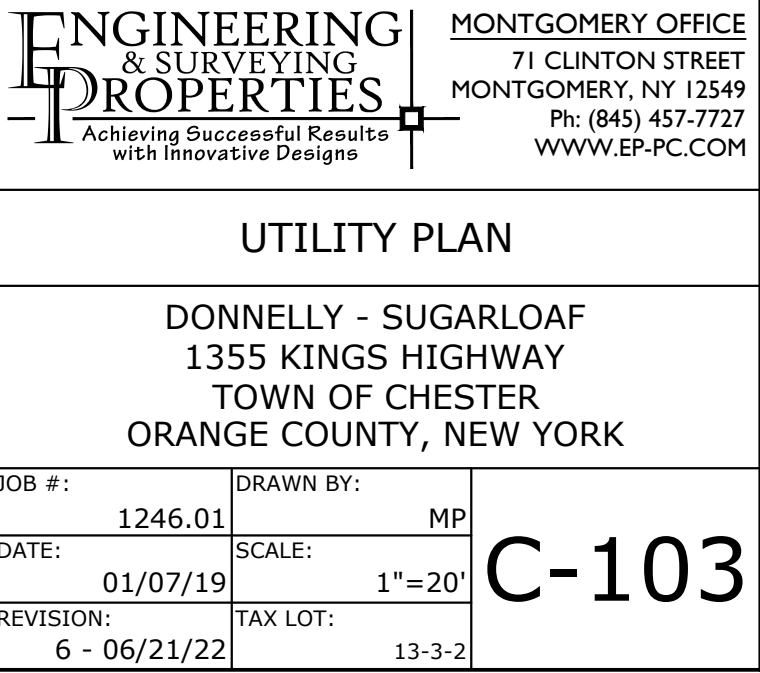 ENGINEERING
& SURVEYING
PROPERTIES
Achieving Successful Results
with Innovative Designs
MONTGOMERY OFFICE
71 CLINTON STREET
MONTGOMERY, NY 12549
Ph: (845) 457-7727
WWW.EP-PC.COM
UTILITY PLAN
DONNELLY - SUGARLOAF
1355 KINGS HIGHWAY
TOWN OF CHESTER
ORANGE COUNTY, NEW YORK
JOB #:
1246.01
DRAWN BY:
MP
DATE:
01/07/19
SCALE:
1"=20'
REVISION:
6 - 06/21/22
TAX LOT:
13-3-2
C-103